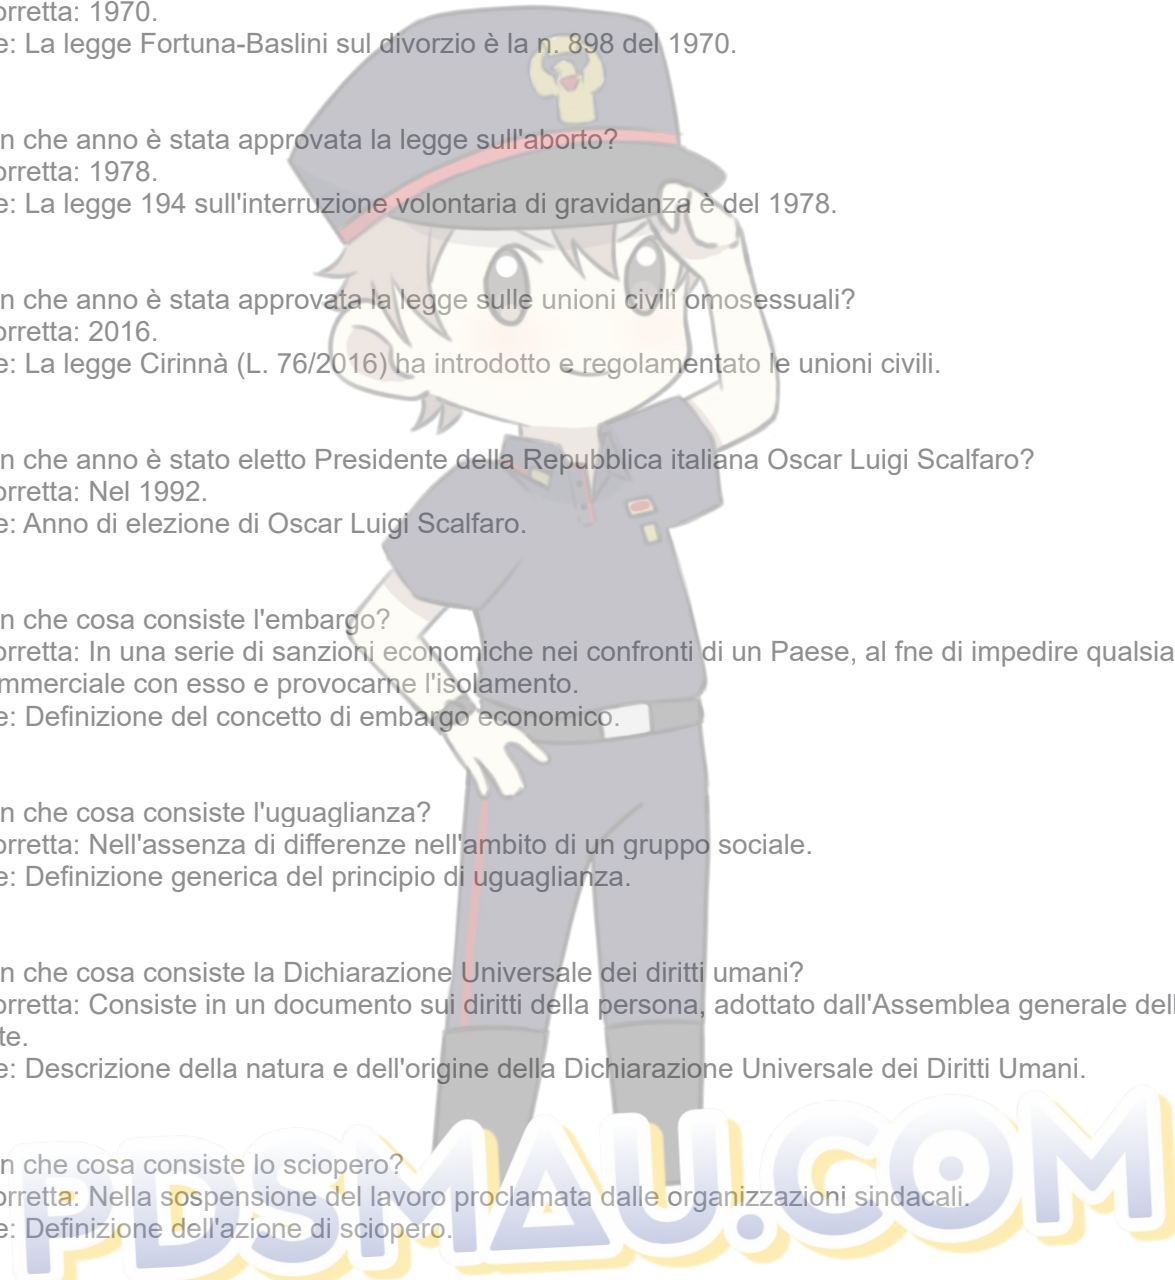 orretta: 1970.
e: La legge Fortuna-Baslini sul divorzio è la n. 898 del 1970.
n che anno è stata approvata la legge sull'aborto?
orretta: 1978.
e: La legge 194 sull'interruzione volontaria di gravidanza è del 1978.
n che anno è stata approvata la legge sulle unioni civili omosessuali?
orretta: 2016.
e: La legge Cirinnà (L. 76/2016) ha introdotto e regolamentato le unioni civili.
n che anno è stato eletto Presidente della Repubblica italiana Oscar Luigi Scalfaro?
orretta: Nel 1992.
e: Anno di elezione di Oscar Luigi Scalfaro.
n che cosa consiste l'embargo?
orretta: In una serie di sanzioni economiche nei confronti di un Paese, al fne di impedire qualsia
mmerciale con esso e provocarne l'isolamento.
e: Definizione del concetto di embargo economico.
n che cosa consiste l'uguaglianza?
orretta: Nell'assenza di differenze nell'ambito di un gruppo sociale.
e: Definizione generica del principio di uguaglianza.
n che cosa consiste la Dichiarazione Universale dei diritti umani?
orretta: Consiste in un documento sui diritti della persona, adottato dall'Assemblea generale dell
te.
e: Descrizione della natura e dell'origine della Dichiarazione Universale dei Diritti Umani.
n che cosa consiste lo sciopero?
orretta: Nella sospensione del lavoro proclamata dalle organizzazioni sindacali.
e: Definizione dell'azione di sciopero.
PDSMAU.COM